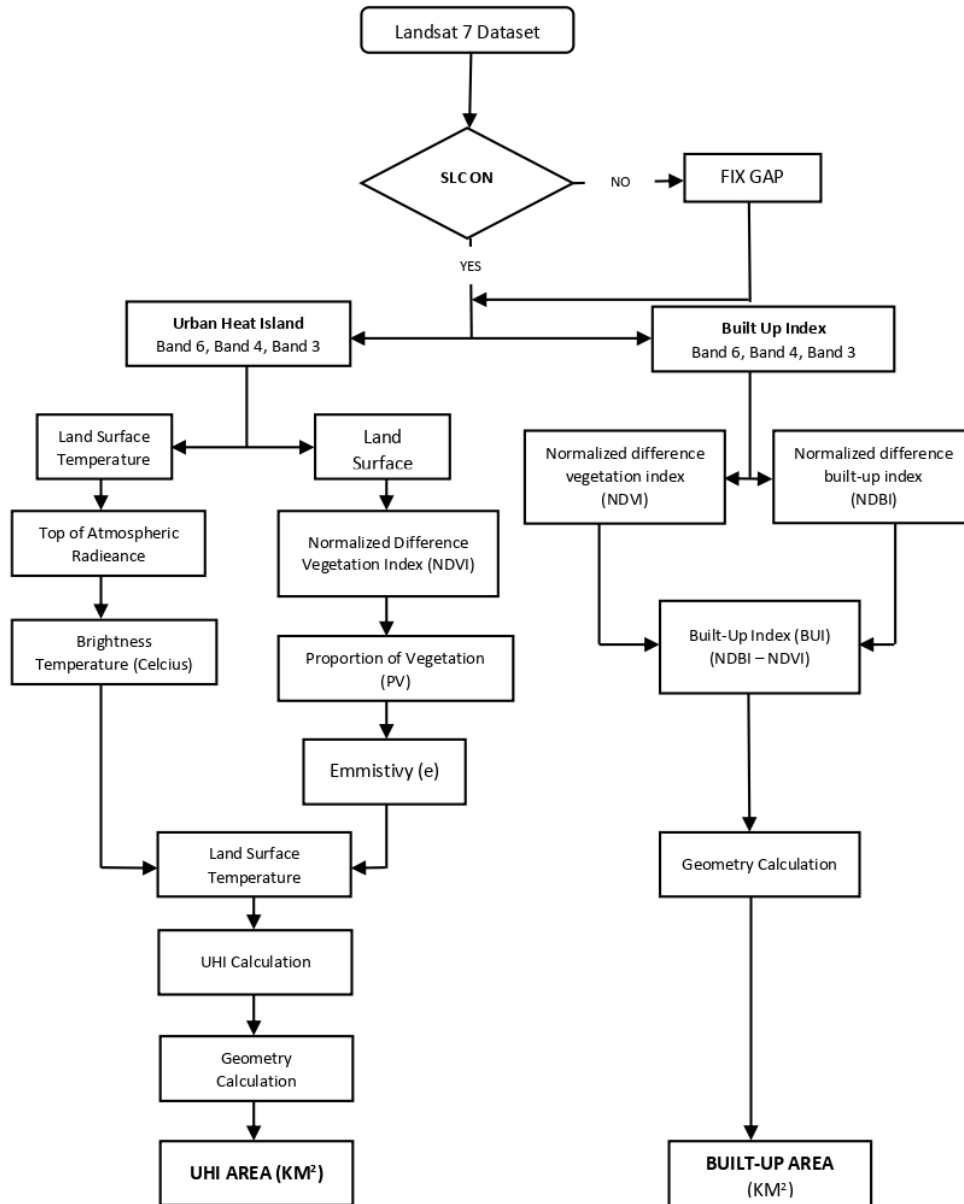 Landsat 7 Dataset
SLC ON
NO
FIX GAP
YES
Urban Heat Island
Band 6, Band 4, Band 3
Built Up Index
Band 6, Band 4, Band 3
Land Surface
Temperature
Land
Surface
Normalized difference
vegetation index
(NDVI)
Normalized difference
built-up index
(NDBI)
Top of Atmospheric
Radieance
Normalized Difference
Vegetation Index (NDVI)
Brightness
Temperature (Celcius)
Proportion of Vegetation
(PV)
Built-Up Index (BUI)
(NDBI – NDVI)
Emmistivy (e)
Land Surface
Temperature
Geometry Calculation
UHI Calculation
Geometry
Calculation
UHI AREA (KM²)
BUILT-UP AREA
(KM²)